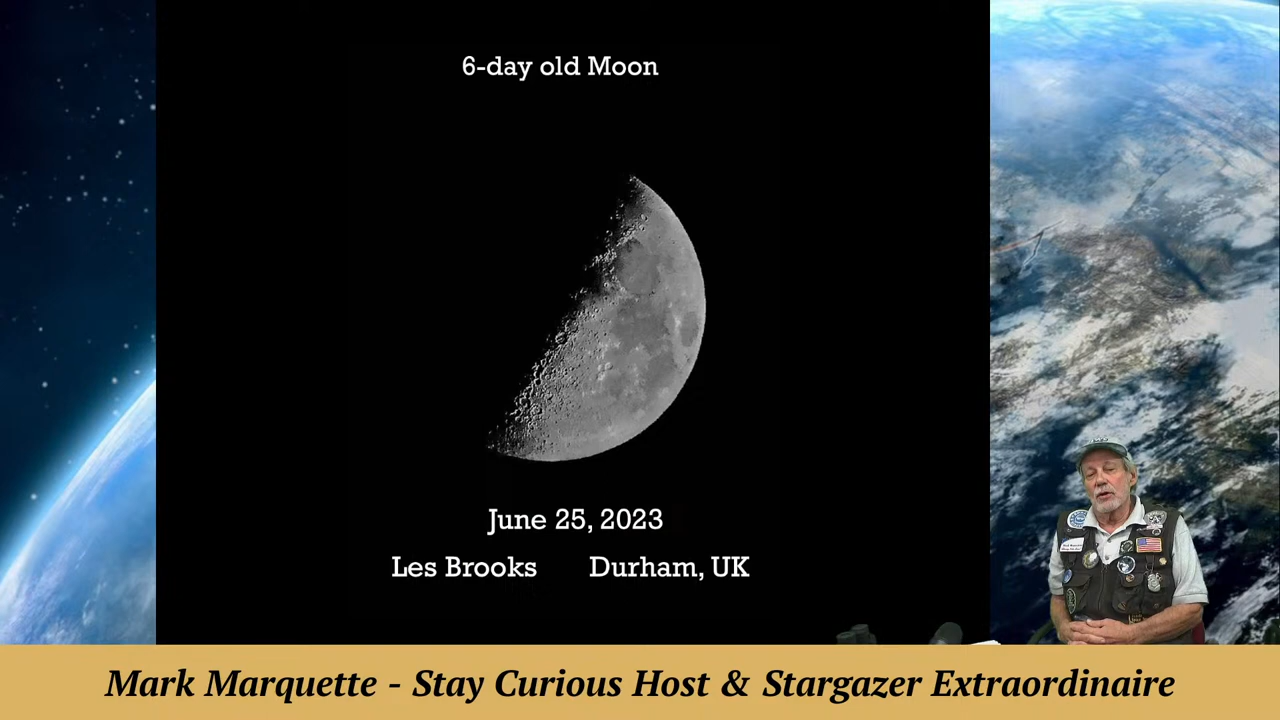 6-day old Moon
June 25, 2023
Les Brooks Durham, UK
Mark Marquette - Stay Curious Host & Stargazer Extraordinaire